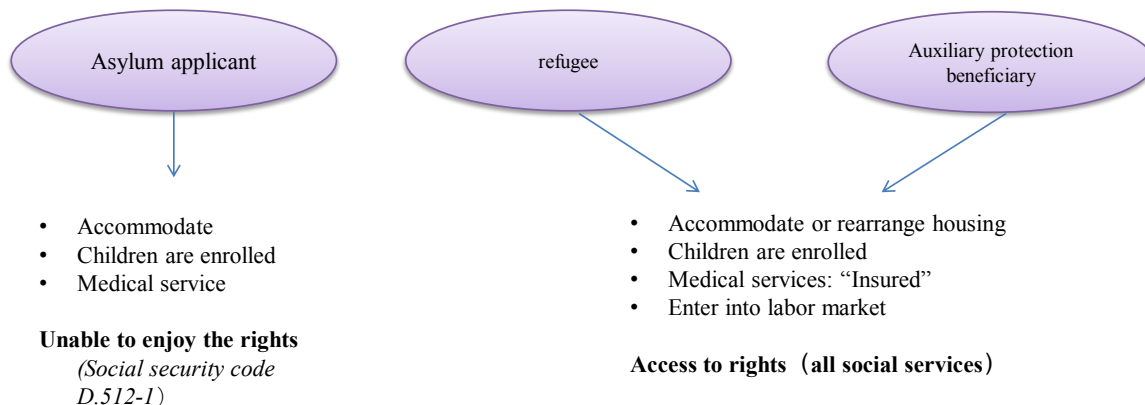 Asylum applicant
refugee
Auxiliary protection
beneficiary
• Accommodate
• Children are enrolled
• Medical service
Unable to enjoy the rights
(Social security code
D.512-1）
• Accommodate or rearrange housing
• Children are enrolled
• Medical services: “Insured”
• Enter into labor market
Access to rights（all social services）